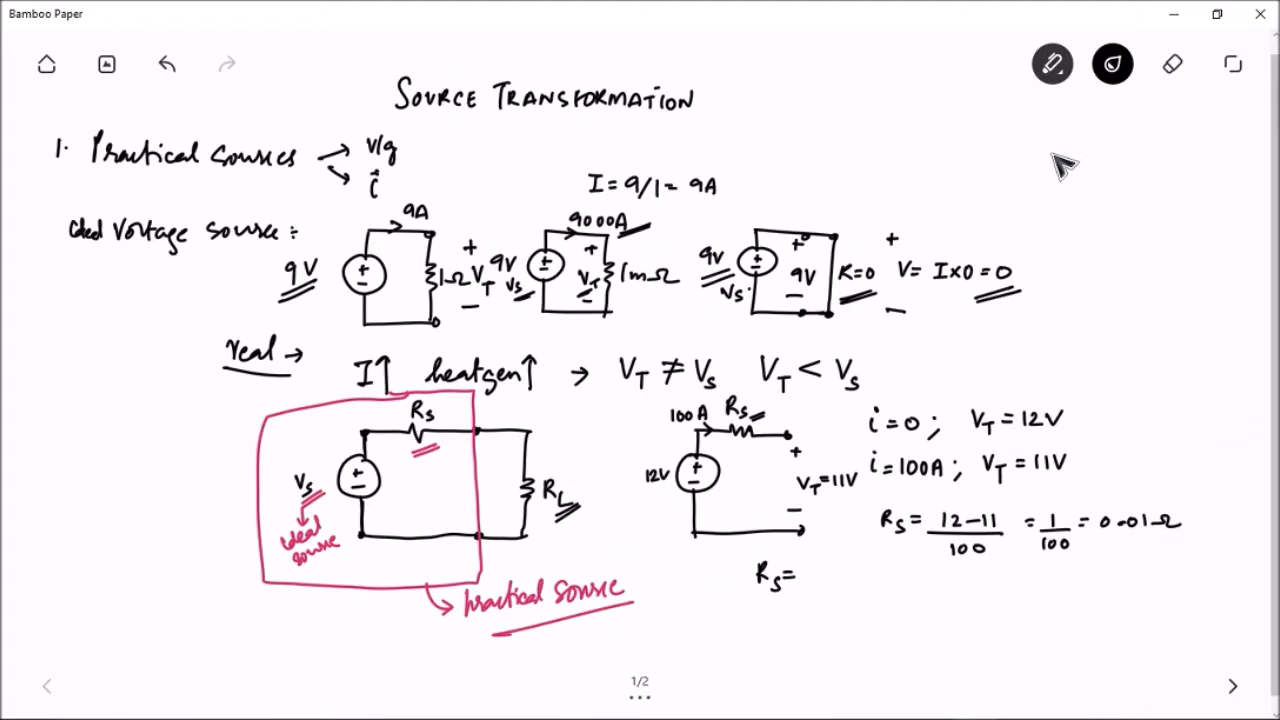 Bamboo Paper
SOURCE TRANSFORMATION
1. Practical sources → v/g
→ i
I = 9/1 = 9A
Ideal Voltage source :
9V
9A
1Ω
+
VT
−
9V
Vs
9000A
+
VT
−
1mΩ
9V
Vs
+
9V
−
R=0
+
V = I×0 = 0
−
real →
I↑ heatgen↑ → VT ≠ Vs VT < Vs
Rs
Vs
Ideal source
RL
Practical source
100A Rs
12V
+
VT=11V
−
Rs=
i=0 ; VT=12V
i=100A ; VT=11V
Rs = 12−11/100 = 1/100 = 0.01Ω
1/2